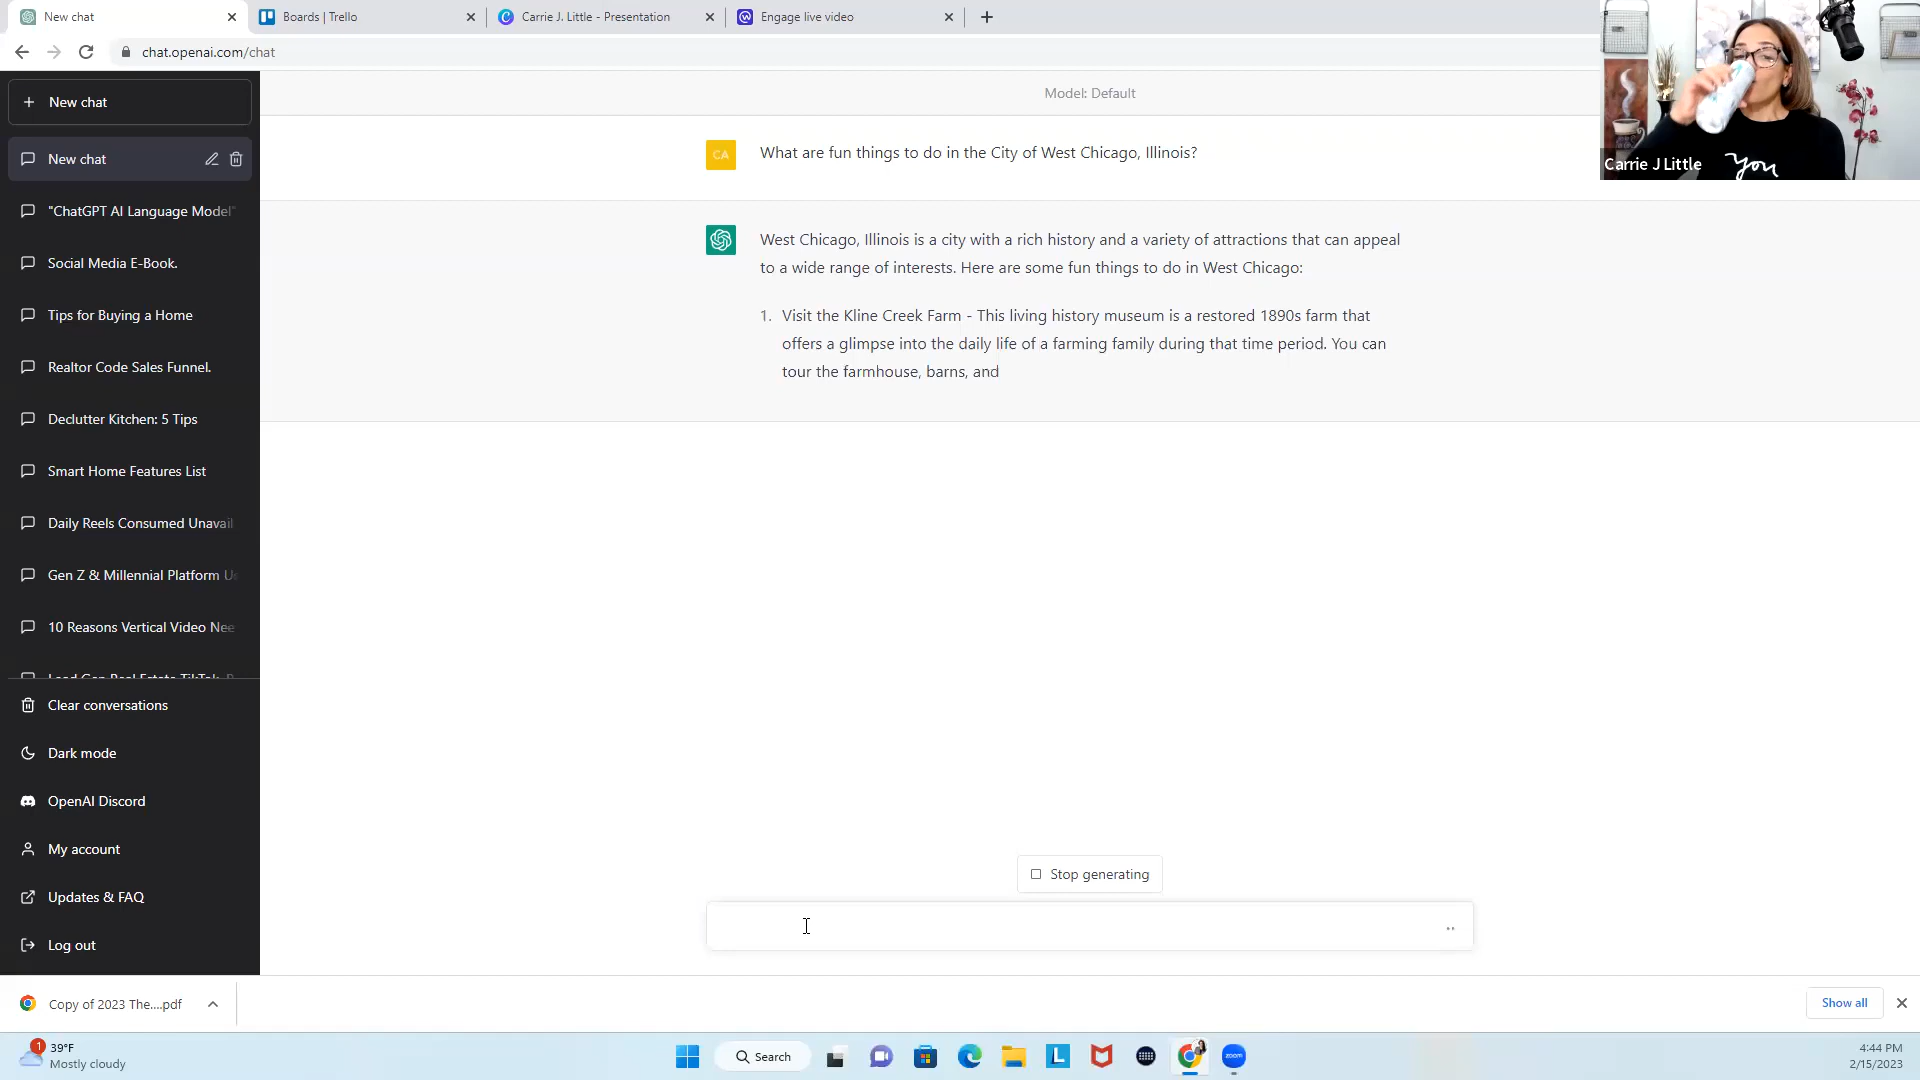 New chat
Boards | Trello
Carrie J. Little - Presentation
Engage live video
chat.openai.com/chat
New chat
New chat
"ChatGPT AI Language Model"
Social Media E-Book.
Tips for Buying a Home
Realtor Code Sales Funnel.
Declutter Kitchen: 5 Tips
Smart Home Features List
Daily Reels Consumed Unavail
Gen Z & Millennial Platform U
10 Reasons Vertical Video Nee
Clear conversations
Dark mode
OpenAI Discord
My account
Updates & FAQ
Log out
Model: Default
CA
What are fun things to do in the City of West Chicago, Illinois?
West Chicago, Illinois is a city with a rich history and a variety of attractions that can appeal
to a wide range of interests. Here are some fun things to do in West Chicago:
1. Visit the Kline Creek Farm - This living history museum is a restored 1890s farm that
offers a glimpse into the daily life of a farming family during that time period. You can
tour the farmhouse, barns, and
Stop generating
Carrie J Little
You
Copy of 2023 The....pdf
Show all
1
39°F
Mostly cloudy
Search
L
zoom
4:44 PM
2/15/2023